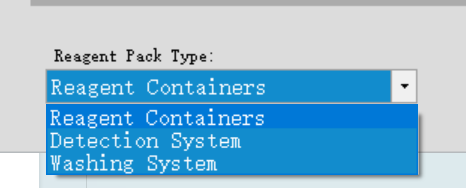 Reagent Pack Type:
Reagent Containers
Reagent Containers
Detection System
Washing System